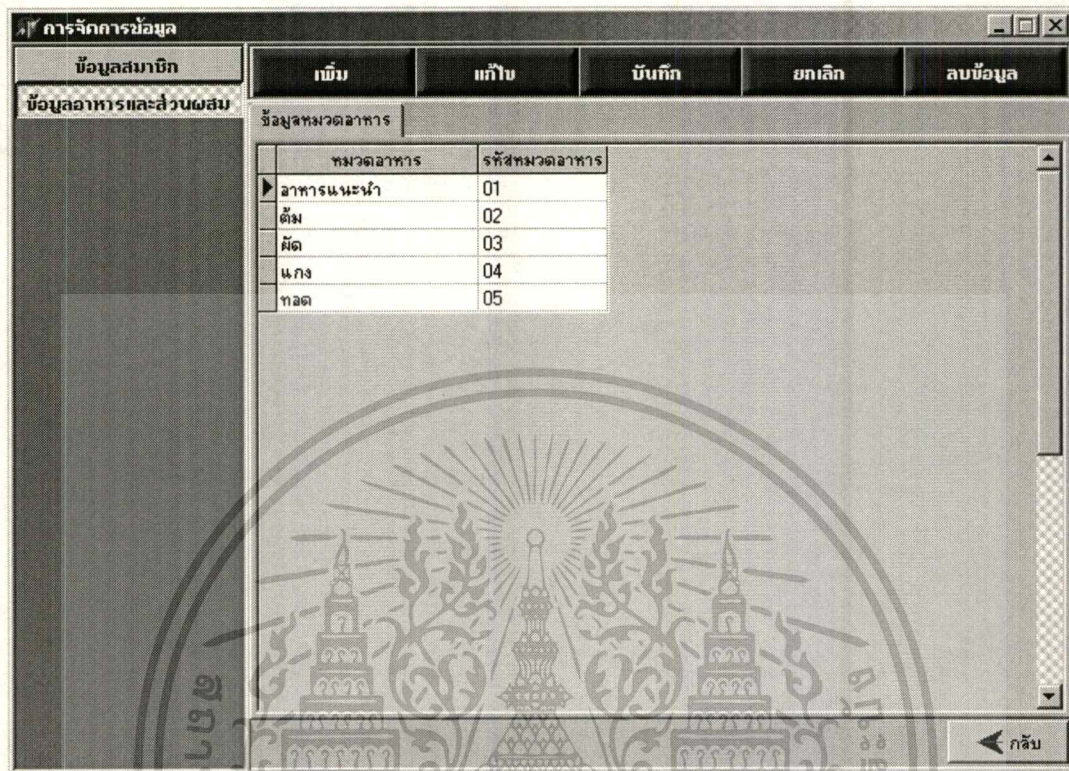 การจัดการข้อมูล
ข้อมูลสมาชิก
ข้อมูลอาหารและส่วนผสม
เพิ่ม แก้ไข บันทึก ยกเลิก ลบข้อมูล
ข้อมูลหมวดอาหาร
หมวดอาหาร รหัสหมวดอาหาร
อาหารแนะนำ 01
ต้ม 02
ผัด 03
แกง 04
ทอด 05
กลับ